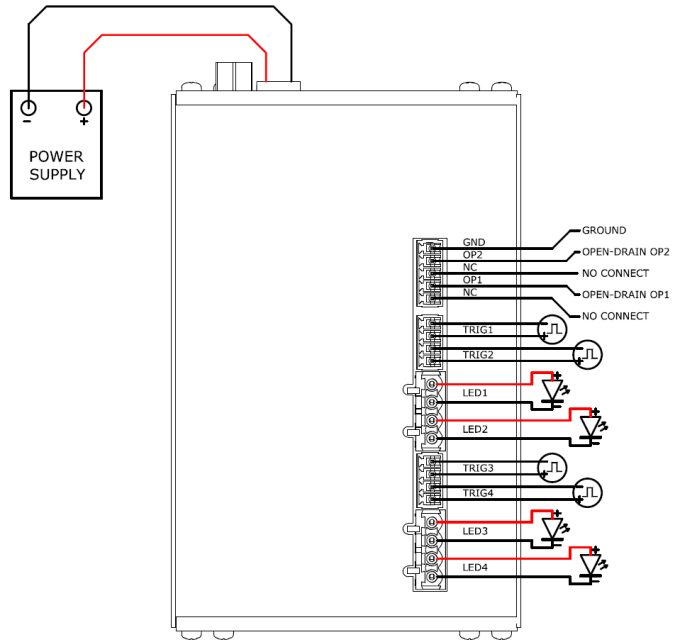 - +
POWER
SUPPLY
GND
GROUND
OP2
OPEN-DRAIN OP2
NC
NO CONNECT
OP1
OPEN-DRAIN OP1
NC
NO CONNECT
TRIG1
+
TRIG2
+
+
LED1
-
+
LED2
-
TRIG3
+
TRIG4
+
+
LED3
-
+
LED4
-